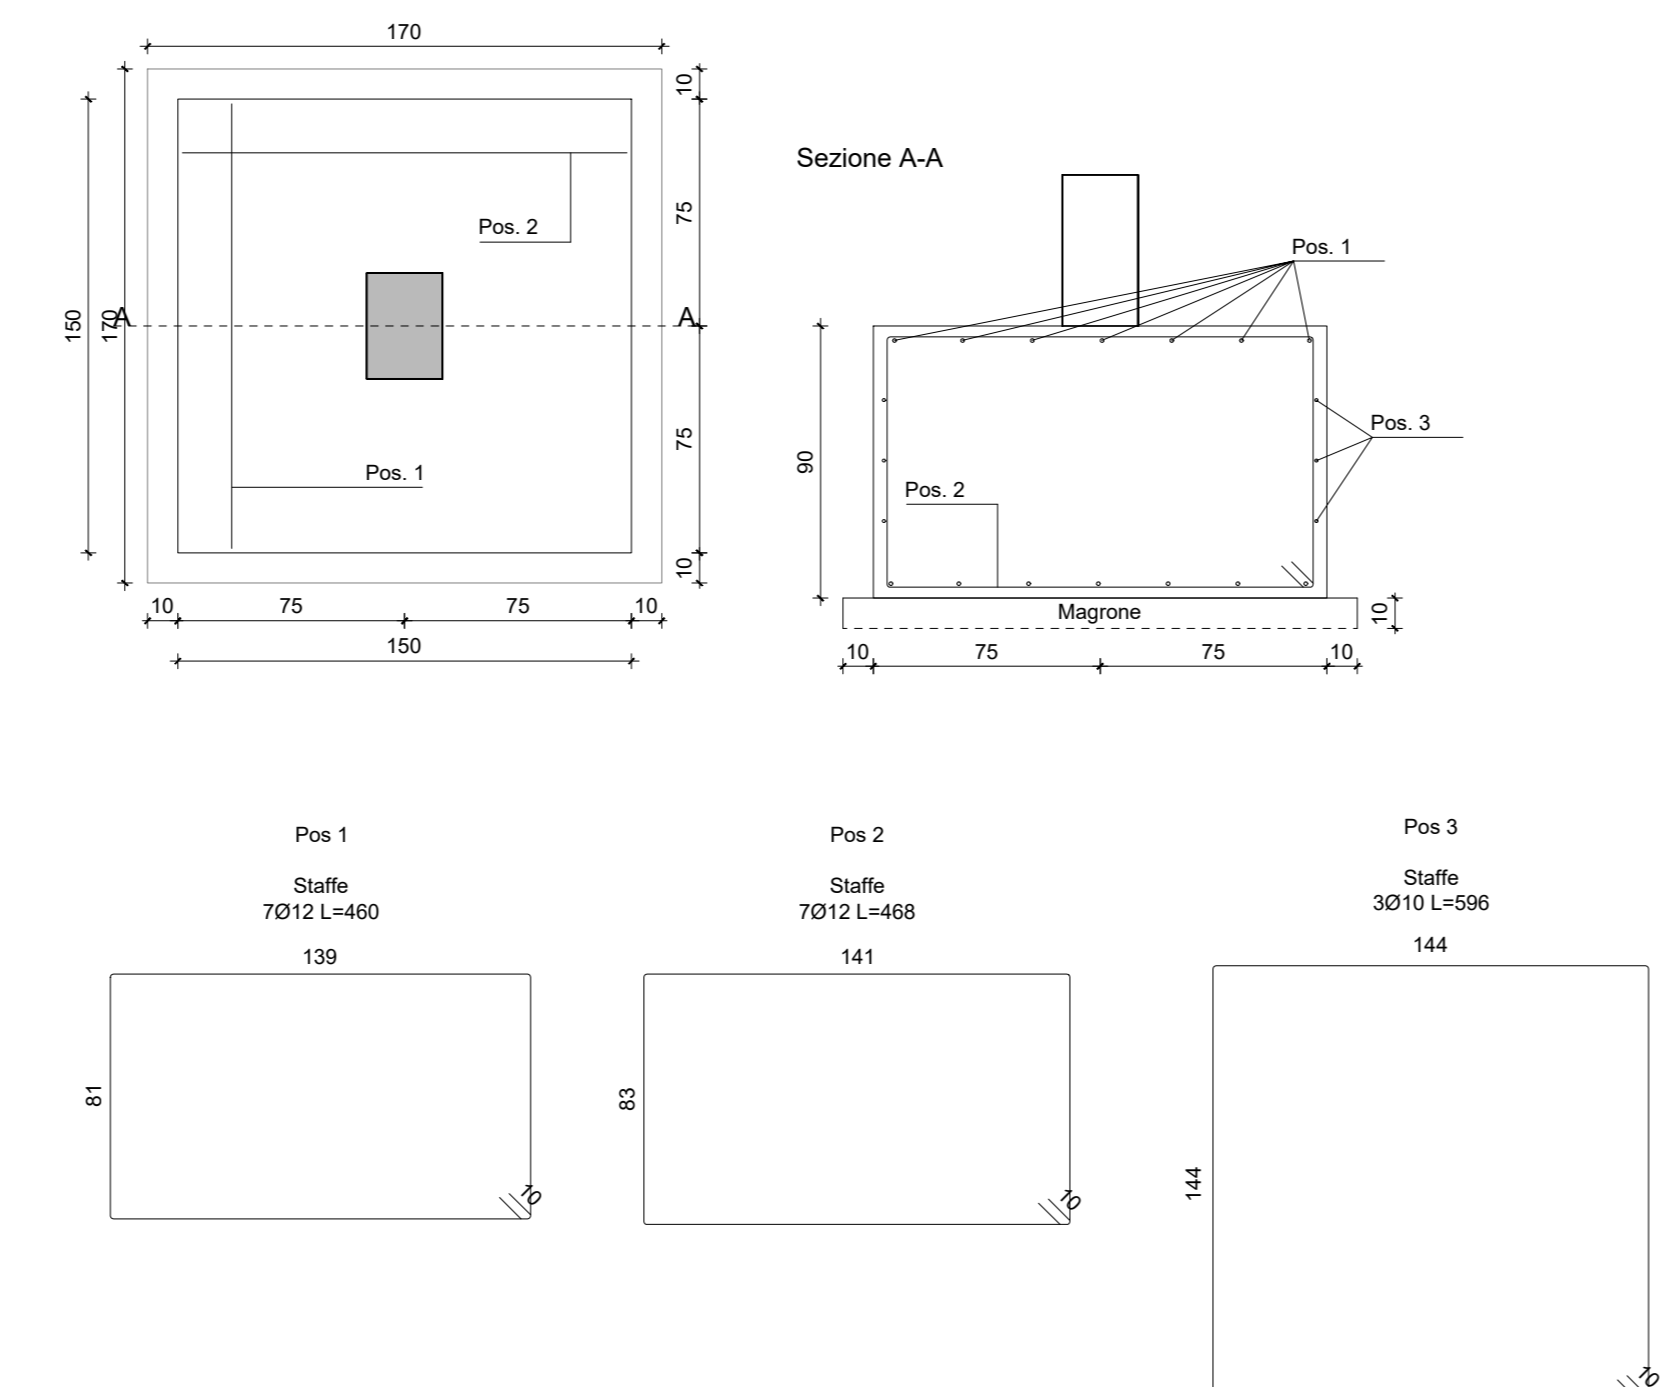 170
10
75
150
170
A
A
Pos. 2
Pos. 1
75
10
10
75
75
10
150
Sezione A-A
Pos. 1
Pos. 3
90
Pos. 2
Magrone
10
10
75
75
10
Pos 1
Staffe
7Ø12 L=460
139
81
10
Pos 2
Staffe
7Ø12 L=468
141
83
10
Pos 3
Staffe
3Ø10 L=596
144
144
10